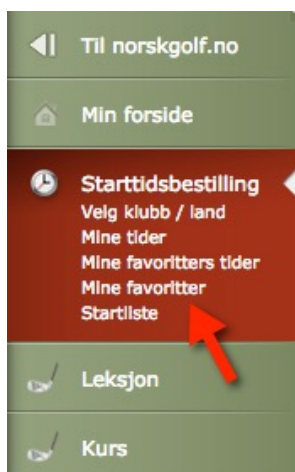 Til norskgolf.no
Min forside
Starttidsbestilling
Velg klubb / land
Mine tider
Mine favoritters tider
Mine favoritter
Startliste
Leksjon
Kurs